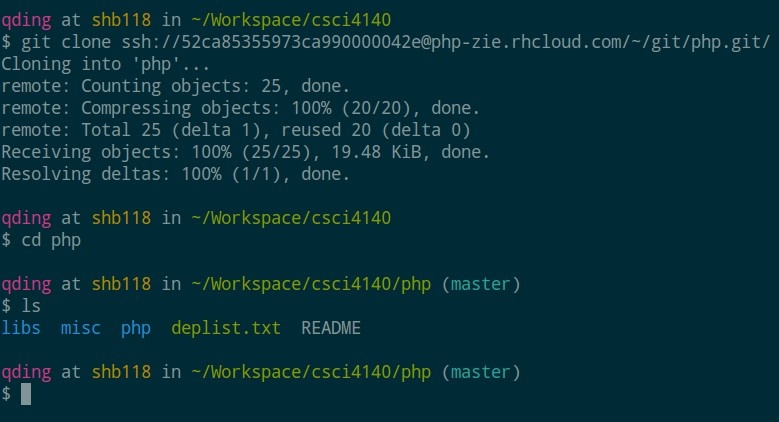 qding at shb118 in ~/Workspace/csci4140
$ git clone ssh://52ca85355973ca990000042e@php-zie.rhcloud.com/~/git/php.git/
Cloning into 'php'...
remote: Counting objects: 25, done.
remote: Compressing objects: 100% (20/20), done.
remote: Total 25 (delta 1), reused 20 (delta 0)
Receiving objects: 100% (25/25), 19.48 KiB, done.
Resolving deltas: 100% (1/1), done.
qding at shb118 in ~/Workspace/csci4140
$ cd php
qding at shb118 in ~/Workspace/csci4140/php (master)
$ ls
libs misc php deplist.txt README
qding at shb118 in ~/Workspace/csci4140/php (master)
$